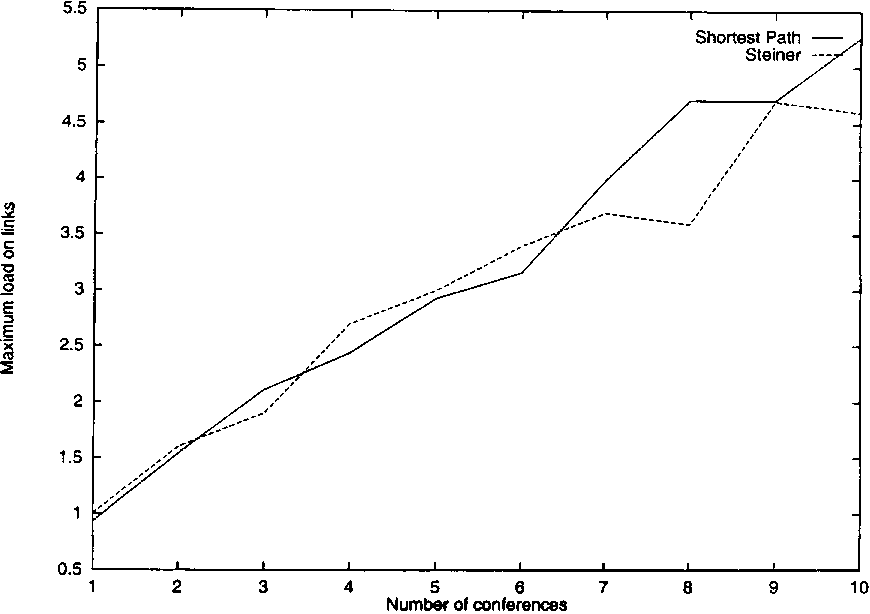 5.5
5
4.5
4
3.5
3
2.5
2
1.5
1
0.5
Maximum load on links
Shortest Path
Steiner
1 2 3 4 5 6 7 8 9 10
Number of conferences